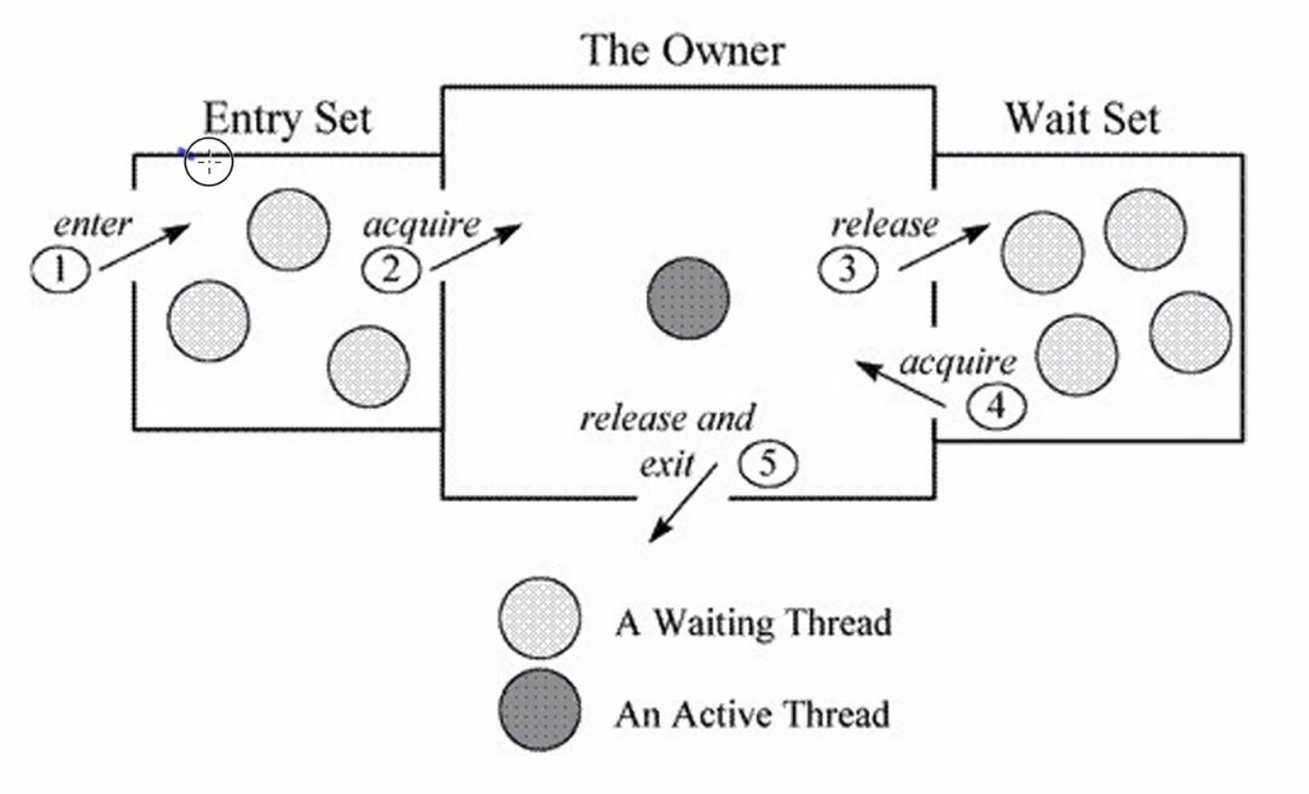 The Owner
Entry Set
Wait Set
enter
1
acquire
2
release
3
acquire
4
release and
exit
5
A Waiting Thread
An Active Thread